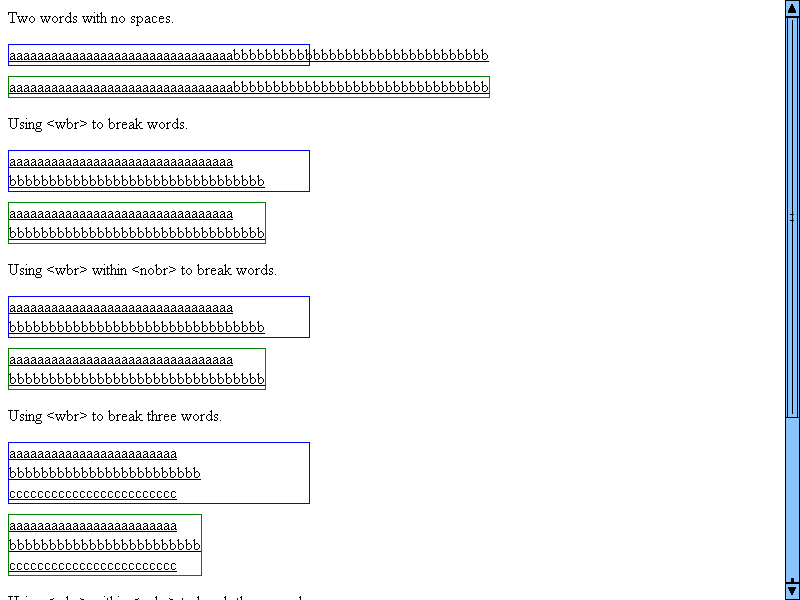 Two words with no spaces.
aaaaaaaaaaaaaaaaaaaaaaaaaaaaaaaabbbbbbbbbbbbbbbbbbbbbbbbbbbbbbbb
aaaaaaaaaaaaaaaaaaaaaaaaaaaaaaaabbbbbbbbbbbbbbbbbbbbbbbbbbbbbbbb
Using <wbr> to break words.
aaaaaaaaaaaaaaaaaaaaaaaaaaaaaaaa
bbbbbbbbbbbbbbbbbbbbbbbbbbbbbbbb
aaaaaaaaaaaaaaaaaaaaaaaaaaaaaaaa
bbbbbbbbbbbbbbbbbbbbbbbbbbbbbbbb
Using <wbr> within <nobr> to break words.
aaaaaaaaaaaaaaaaaaaaaaaaaaaaaaaa
bbbbbbbbbbbbbbbbbbbbbbbbbbbbbbbb
aaaaaaaaaaaaaaaaaaaaaaaaaaaaaaaa
bbbbbbbbbbbbbbbbbbbbbbbbbbbbbbbb
Using <wbr> to break three words.
aaaaaaaaaaaaaaaaaaaaaaaa
bbbbbbbbbbbbbbbbbbbbbbbb
cccccccccccccccccccccccc
aaaaaaaaaaaaaaaaaaaaaaaa
bbbbbbbbbbbbbbbbbbbbbbbb
cccccccccccccccccccccccc